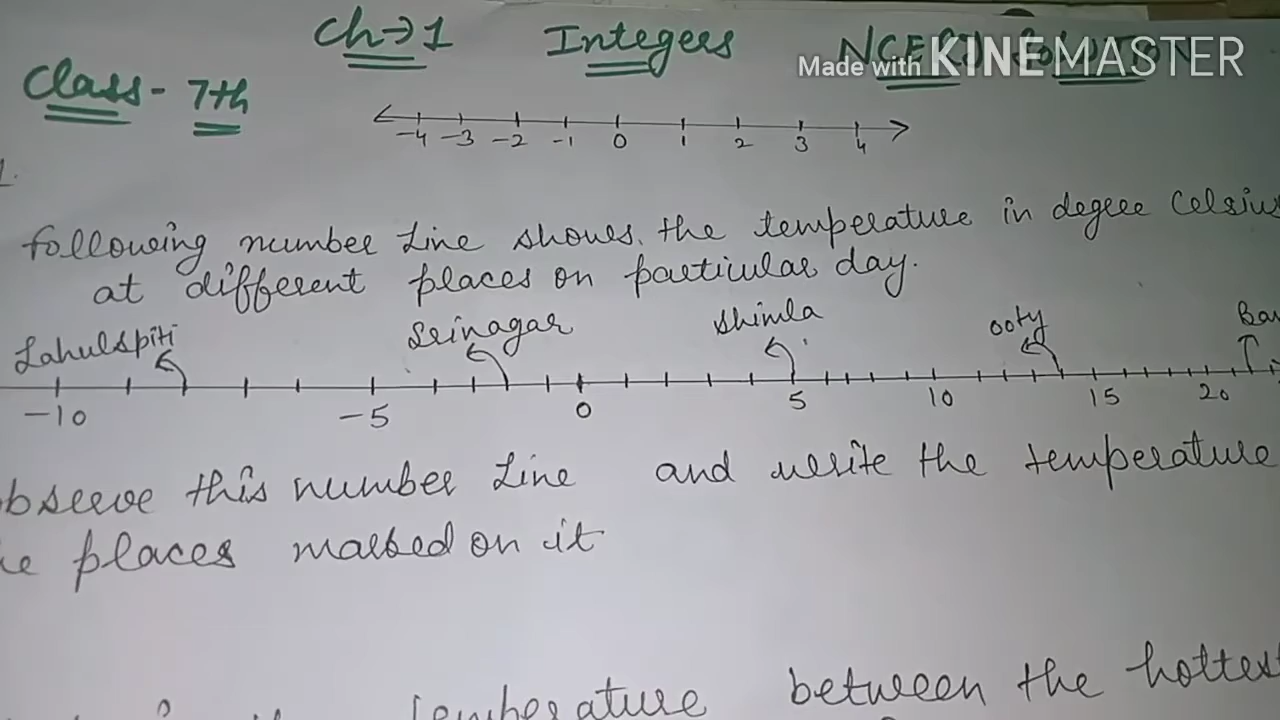 Ch→1 Integers NCERT Solution
Made with KINEMASTER
Class - 7th
-4 -3 -2 -1 0 1 2 3 4
1.
following number line shows the temperature in degree Celsius
at different places on particular day.
Lahulspiti Srinagar Shimla ooty Ban
-10 -5 0 5 10 15 20
observe this number line and write the temperature
places marked on it
temperature between the hottest